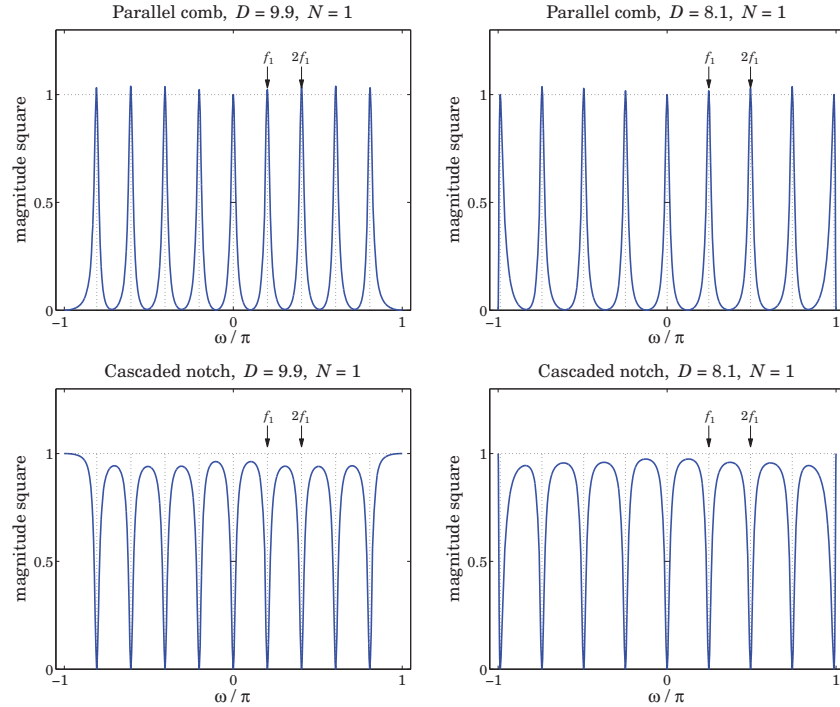 Parallel comb, D = 9.9, N = 1
f1 2f1
1
0.5
0
magnitude square
−1 0 1
ω / π
Parallel comb, D = 8.1, N = 1
f1 2f1
1
0.5
0
magnitude square
−1 0 1
ω / π
Cascaded notch, D = 9.9, N = 1
f1 2f1
1
0.5
0
magnitude square
−1 0 1
ω / π
Cascaded notch, D = 8.1, N = 1
f1 2f1
1
0.5
0
magnitude square
−1 0 1
ω / π